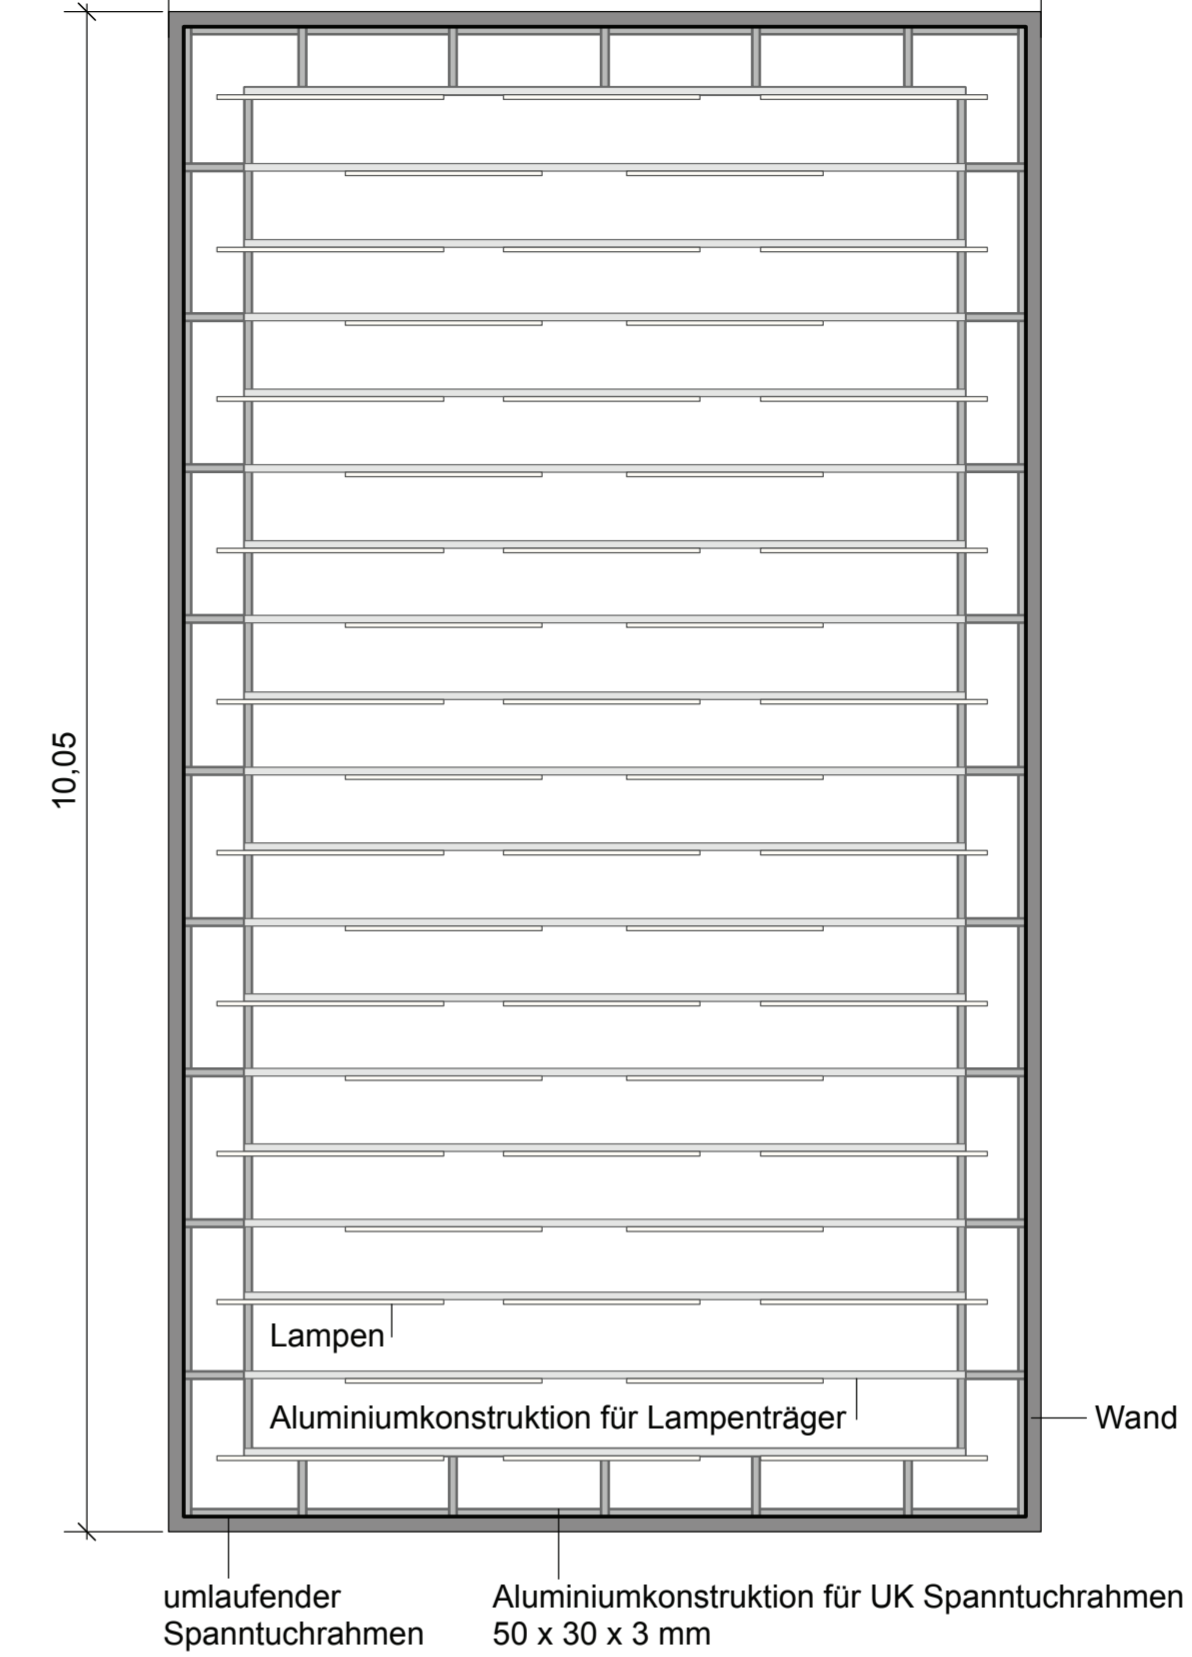 10,05
Lampen
Aluminiumkonstruktion für Lampenträger
Wand
umlaufender
Spanntuchrahmen
Aluminiumkonstruktion für UK Spanntuchrahmen
50 x 30 x 3 mm